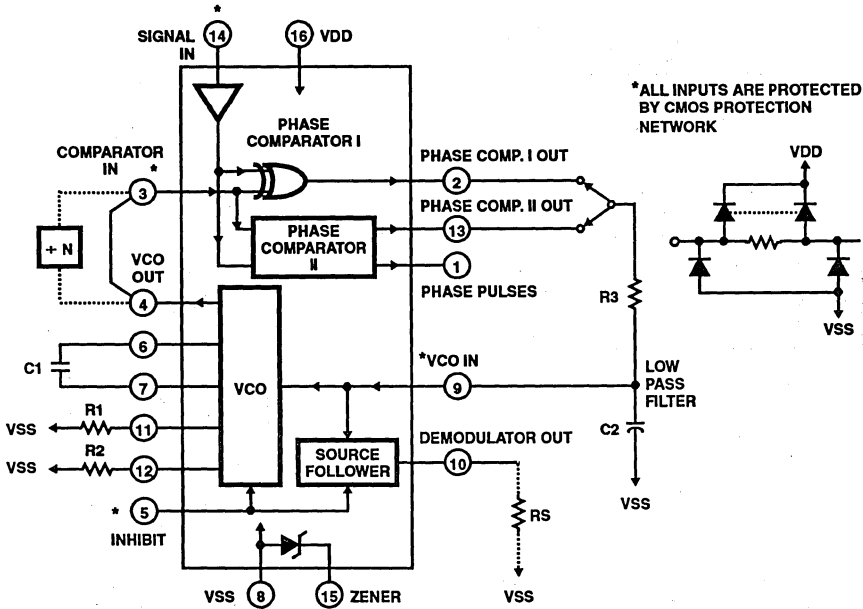 *
SIGNAL
IN
14
16
VDD
*ALL INPUTS ARE PROTECTED
BY CMOS PROTECTION
NETWORK
PHASE
COMPARATOR I
COMPARATOR
IN
*
3
PHASE COMP. I OUT
2
PHASE COMP. II OUT
13
PHASE
COMPARATOR
II
1
PHASE PULSES
÷ N
VCO
OUT
4
VDD
VSS
R3
6
C1
7
VCO
*VCO IN
9
LOW
PASS
FILTER
C2
VSS
R1
VSS
11
R2
VSS
12
SOURCE
FOLLOWER
DEMODULATOR OUT
10
RS
VSS
*
5
INHIBIT
VSS
8
15
ZENER